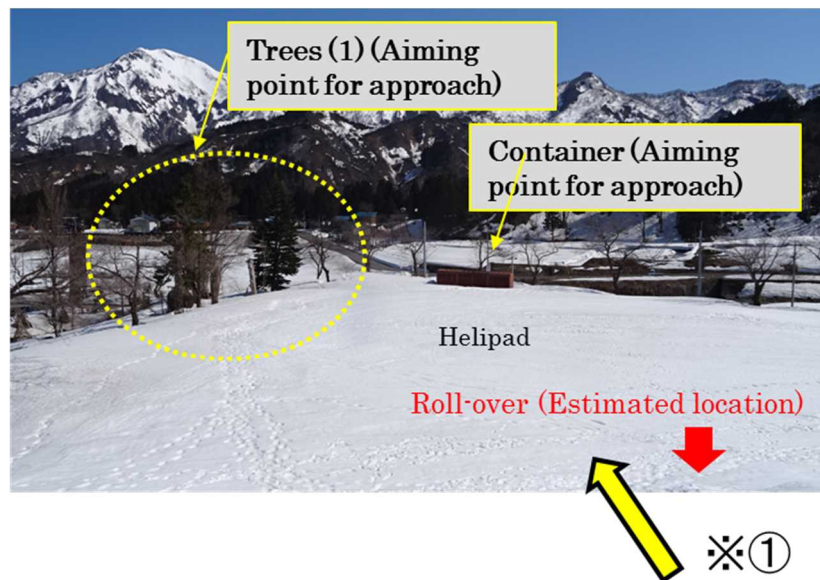 Trees (1) (Aiming
point for approach)
Container (Aiming
point for approach)
Helipad
Roll-over (Estimated location)
※①